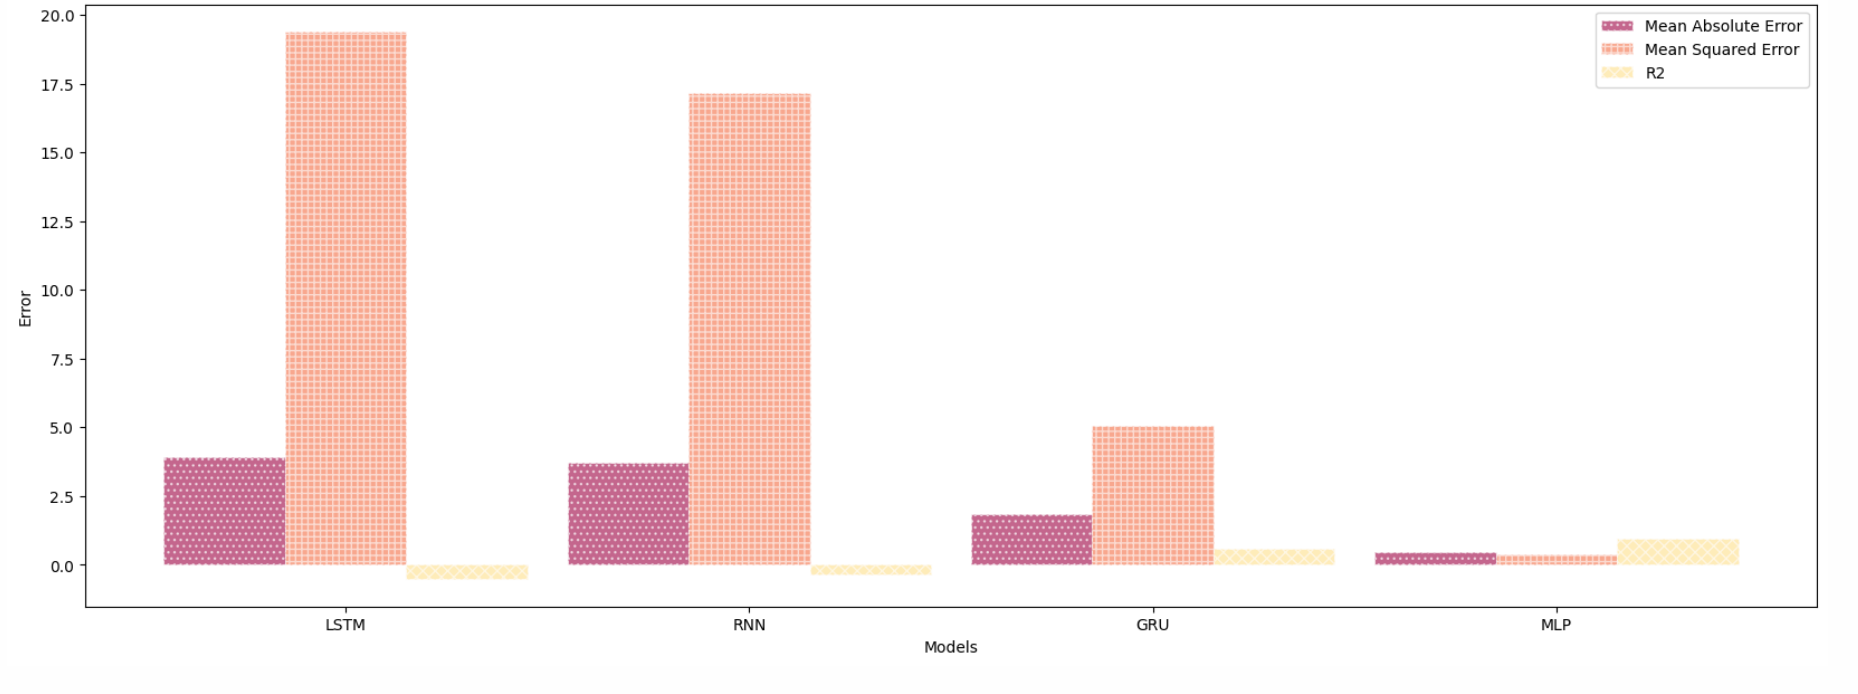 20.0
17.5
15.0
12.5
10.0
7.5
5.0
2.5
0.0
Error
Mean Absolute Error
Mean Squared Error
R2
LSTM RNN GRU MLP
Models